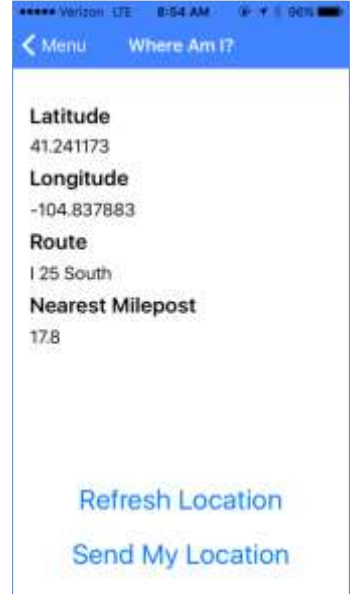 Verizon LTE 8:54 AM 96%
Menu Where Am I?
Latitude
41.241173
Longitude
-104.837883
Route
I 25 South
Nearest Milepost
17.8
Refresh Location
Send My Location